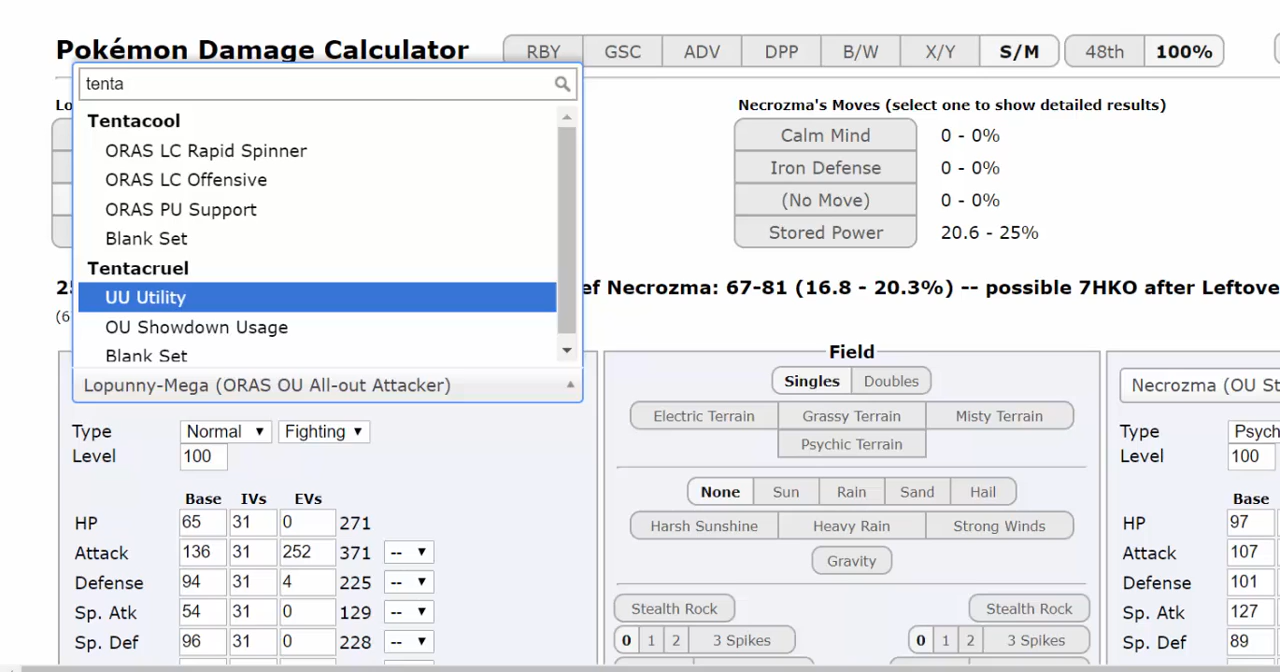 Pokémon Damage Calculator
RBY GSC ADV DPP B/W X/Y S/M 48th 100%
tenta
Tentacool
ORAS LC Rapid Spinner
ORAS LC Offensive
ORAS PU Support
Blank Set
Tentacruel
UU Utility
OU Showdown Usage
Blank Set
Lopunny-Mega (ORAS OU All-out Attacker)
Lo
Necrozma's Moves (select one to show detailed results)
Calm Mind 0 - 0%
Iron Defense 0 - 0%
(No Move) 0 - 0%
Stored Power 20.6 - 25%
25 ef Necrozma: 67-81 (16.8 - 20.3%) -- possible 7HKO after Leftove
(6
Type Normal Fighting
Level 100
Base IVs EVs
HP 65 31 0 271
Attack 136 31 252 371 --
Defense 94 31 4 225 --
Sp. Atk 54 31 0 129 --
Sp. Def 96 31 0 228 --
Field
Singles Doubles
Electric Terrain Grassy Terrain Misty Terrain
Psychic Terrain
None Sun Rain Sand Hail
Harsh Sunshine Heavy Rain Strong Winds
Gravity
Stealth Rock Stealth Rock
0 1 2 3 Spikes 0 1 2 3 Spikes
Necrozma (OU St
Type Psych
Level 100
Base
HP 97
Attack 107
Defense 101
Sp. Atk 127
Sp. Def 89